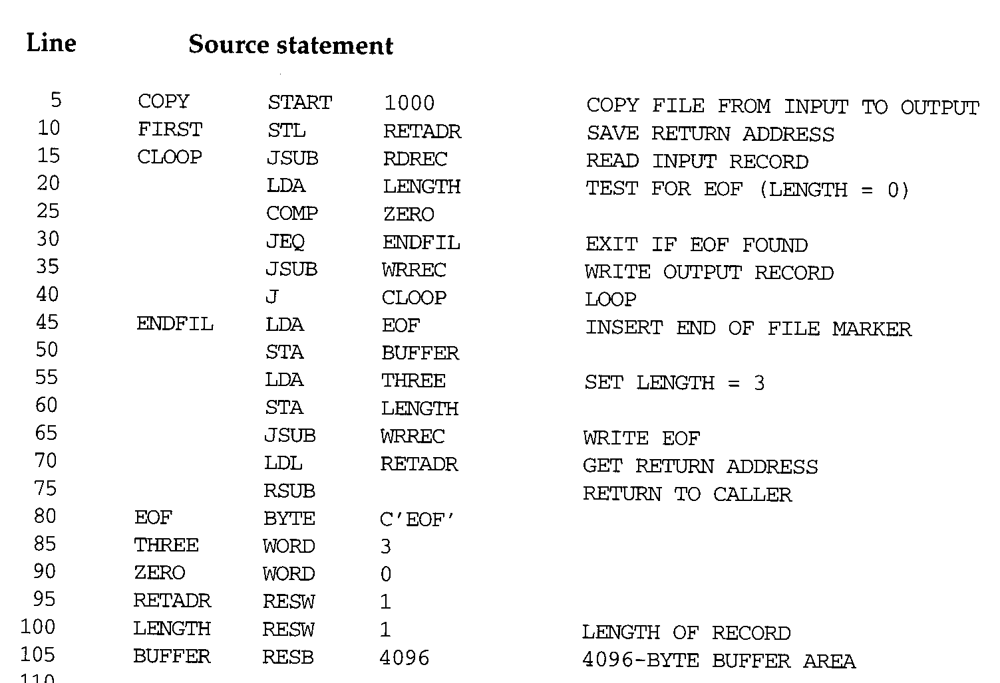 Line Source statement
5 COPY START 1000 COPY FILE FROM INPUT TO OUTPUT
10 FIRST STL RETADR SAVE RETURN ADDRESS
15 CLOOP JSUB RDREC READ INPUT RECORD
20 LDA LENGTH TEST FOR EOF (LENGTH = 0)
25 COMP ZERO
30 JEQ ENDFIL EXIT IF EOF FOUND
35 JSUB WRREC WRITE OUTPUT RECORD
40 J CLOOP LOOP
45 ENDFIL LDA EOF INSERT END OF FILE MARKER
50 STA BUFFER
55 LDA THREE SET LENGTH = 3
60 STA LENGTH
65 JSUB WRREC WRITE EOF
70 LDL RETADR GET RETURN ADDRESS
75 RSUB RETURN TO CALLER
80 EOF BYTE C'EOF'
85 THREE WORD 3
90 ZERO WORD 0
95 RETADR RESW 1
100 LENGTH RESW 1 LENGTH OF RECORD
105 BUFFER RESB 4096 4096-BYTE BUFFER AREA
110